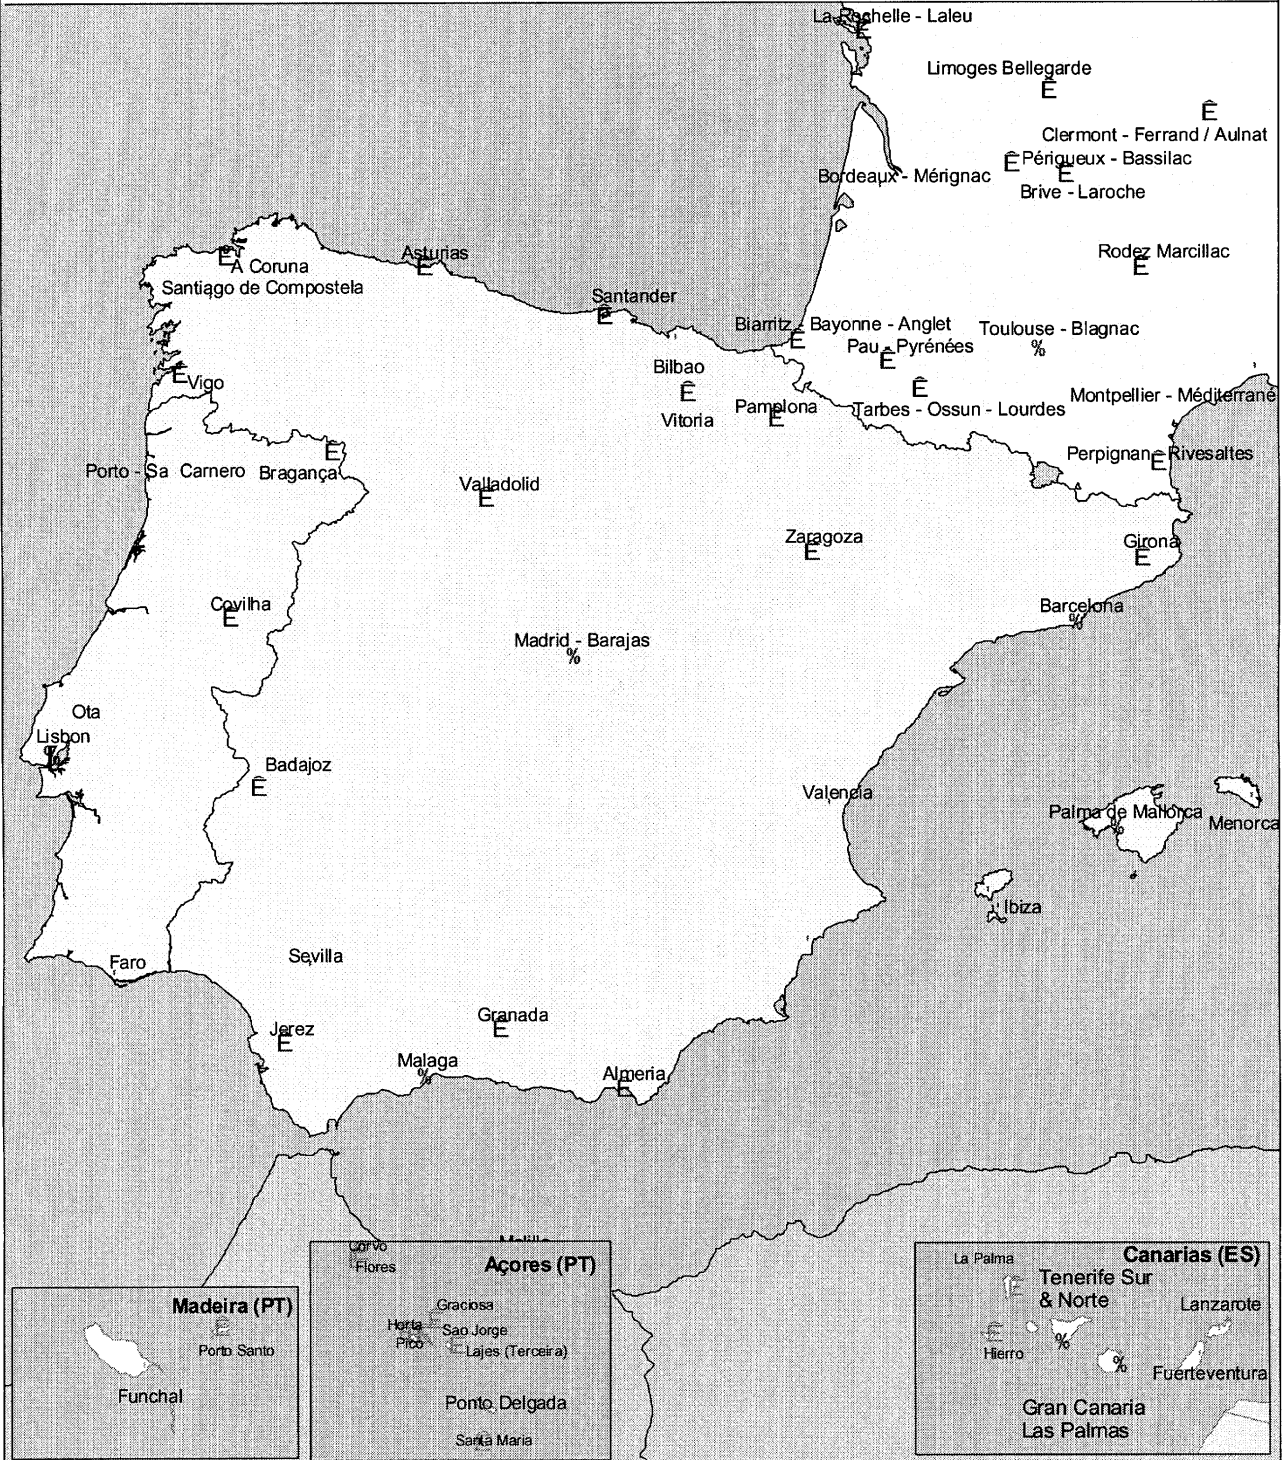 La Rochelle - Laleu
Limoges Bellegarde
Clermont - Ferrand / Aulnat
Périgueux - Bassilac
Bordeaux - Mérignac
Brive - Laroche
Rodez Marcillac
Asturias
A Coruna
Santiago de Compostela
Santander
Biarritz - Bayonne - Anglet
Toulouse - Blagnac
%
Pau - Pyrénées
Bilbao
Vigo
Montpellier - Méditerrané
Pamplona
Tarbes - Ossun - Lourdes
Vitoria
Perpignan - Rivesaltes
Porto - Sa Carnero
Bragança
Valladolid
Zaragoza
Girona
Covilha
Barcelona
%
Madrid - Barajas
%
Ota
Lisbon
Badajoz
Valencia
Palma de Mallorca
%
Menorca
Ibiza
Sevilla
Faro
Granada
Jerez
Malaga
%
Almeria
Melilla
Corvo
Flores
Açores (PT)
Graciosa
Horta
Sao Jorge
Pico
Lajes (Terceira)
Ponto Delgada
Santa Maria
Madeira (PT)
Porto Santo
Funchal
Canarias (ES)
La Palma
Tenerife Sur
& Norte
Lanzarote
Hierro
%
%
Fuerteventura
Gran Canaria
Las Palmas